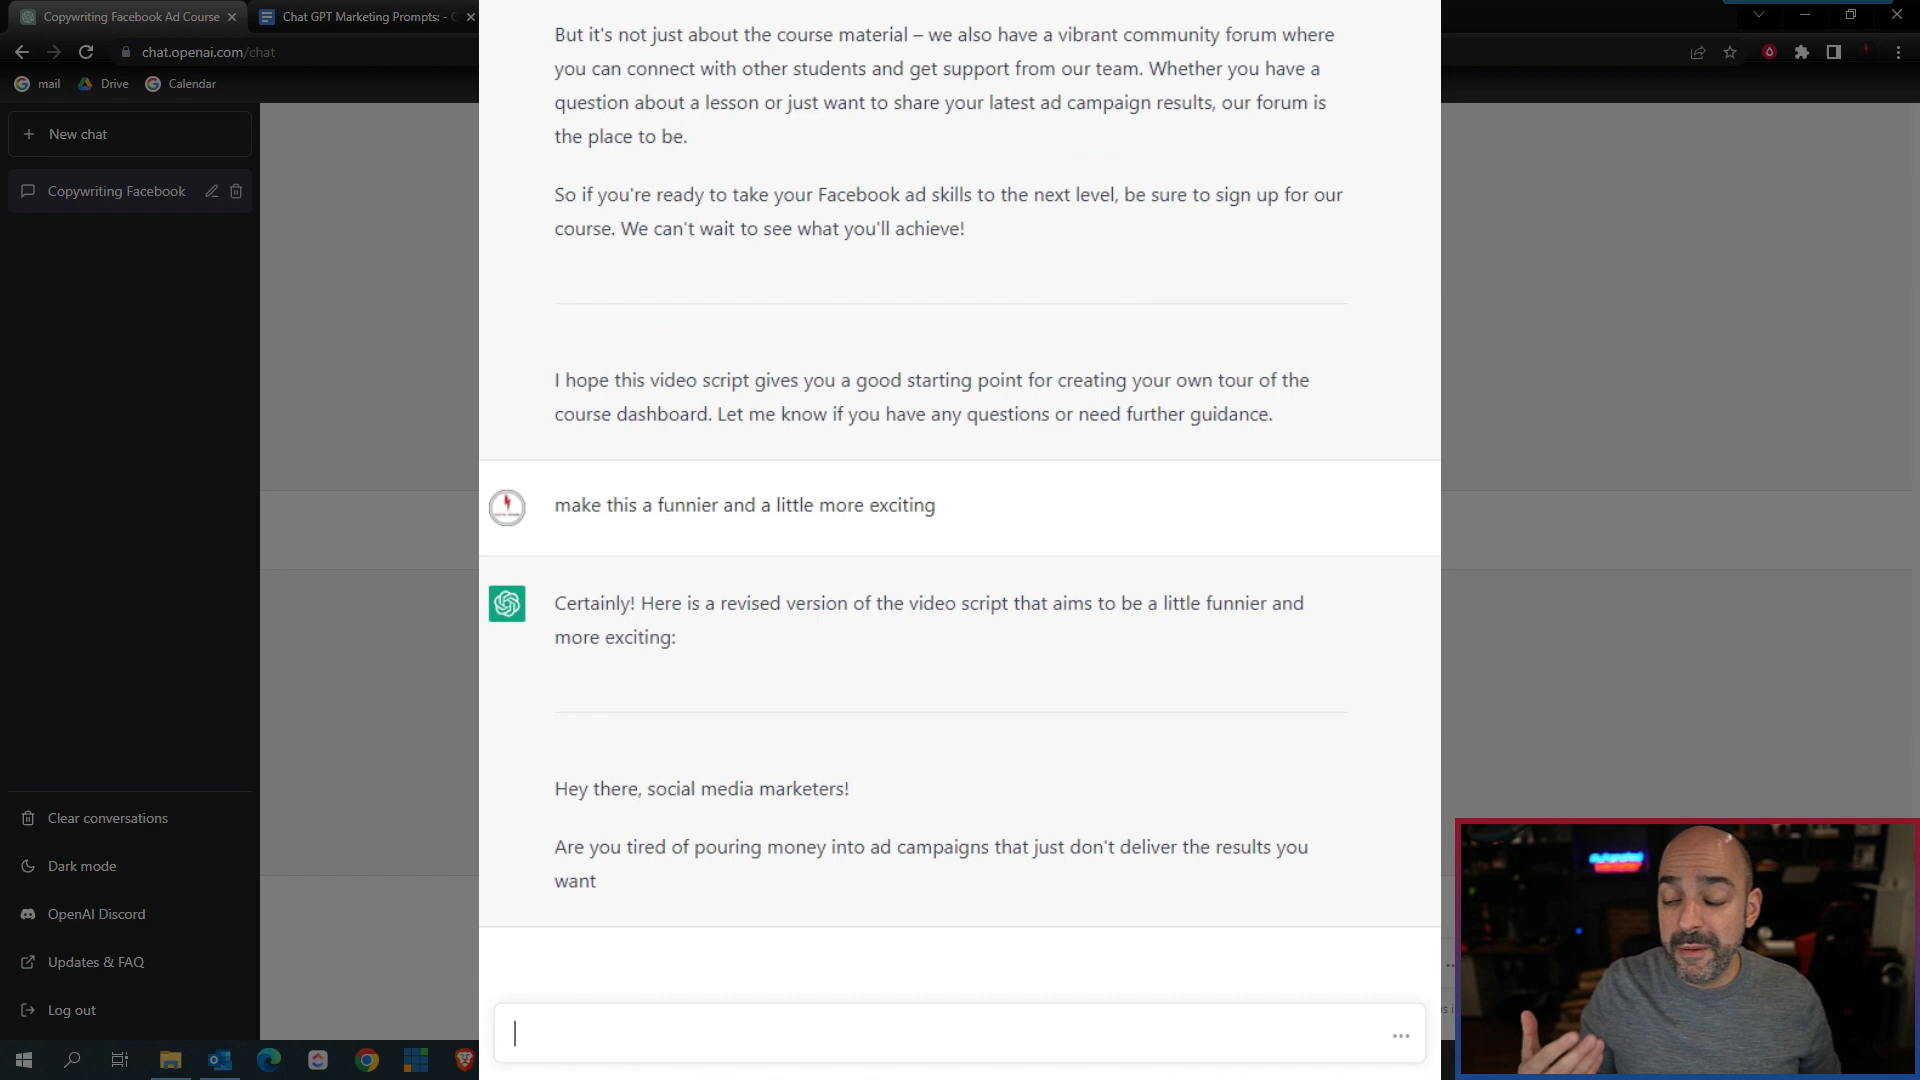 Copywriting Facebook Ad Course
Chat GPT Marketing Prompts: -
chat.openai.com/chat
mail
Drive
Calendar
New chat
Copywriting Facebook
Clear conversations
Dark mode
OpenAI Discord
Updates & FAQ
Log out
But it's not just about the course material – we also have a vibrant community forum where
you can connect with other students and get support from our team. Whether you have a
question about a lesson or just want to share your latest ad campaign results, our forum is
the place to be.
So if you're ready to take your Facebook ad skills to the next level, be sure to sign up for our
course. We can't wait to see what you'll achieve!
I hope this video script gives you a good starting point for creating your own tour of the
course dashboard. Let me know if you have any questions or need further guidance.
make this a funnier and a little more exciting
Certainly! Here is a revised version of the video script that aims to be a little funnier and
more exciting:
Hey there, social media marketers!
Are you tired of pouring money into ad campaigns that just don't deliver the results you
want